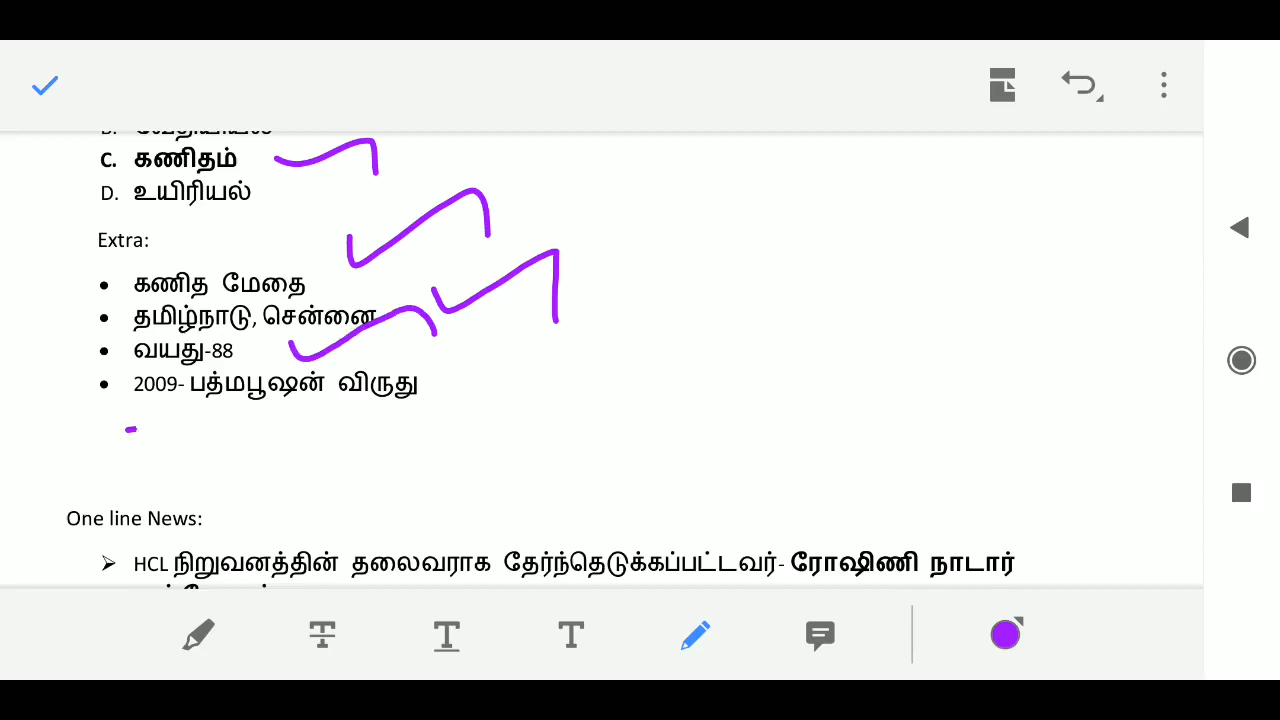 C. கணிதம்
D. உயிரியல்
Extra:
• கணித மேதை
• தமிழ்நாடு, சென்னை
• வயது-88
• 2009- பத்மபூஷன் விருது
One line News:
➢ HCL நிறுவனத்தின் தலைவராக தேர்ந்தெடுக்கப்பட்டவர்- ரோஷிணி நாடார்